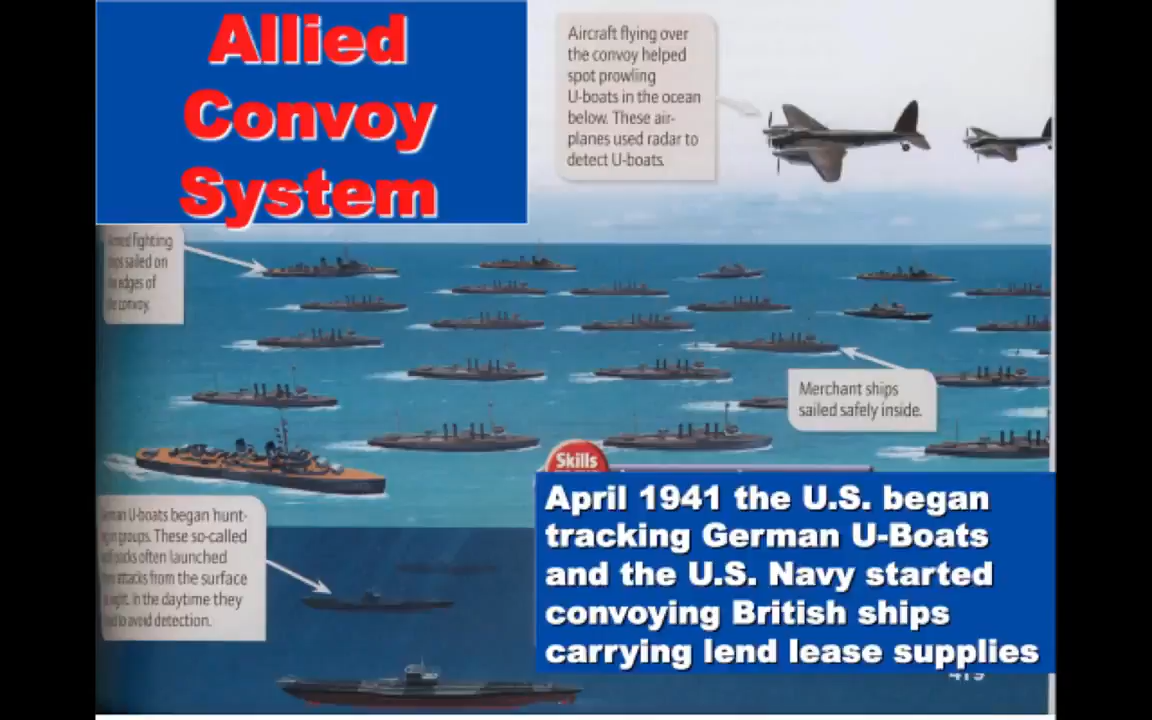 Allied
Convoy
System
Aircraft flying over
the convoy helped
spot prowling
U-boats in the ocean
below. These air-
planes used radar to
detect U-boats.
fighting
sailed on
edges of
convoy.
Merchant ships
sailed safely inside.
Skills
U-boats began hunt-
groups. These so-called
often launched
attacks from the surface
In the daytime they
to avoid detection.
April 1941 the U.S. began
tracking German U-Boats
and the U.S. Navy started
convoying British ships
carrying lend lease supplies